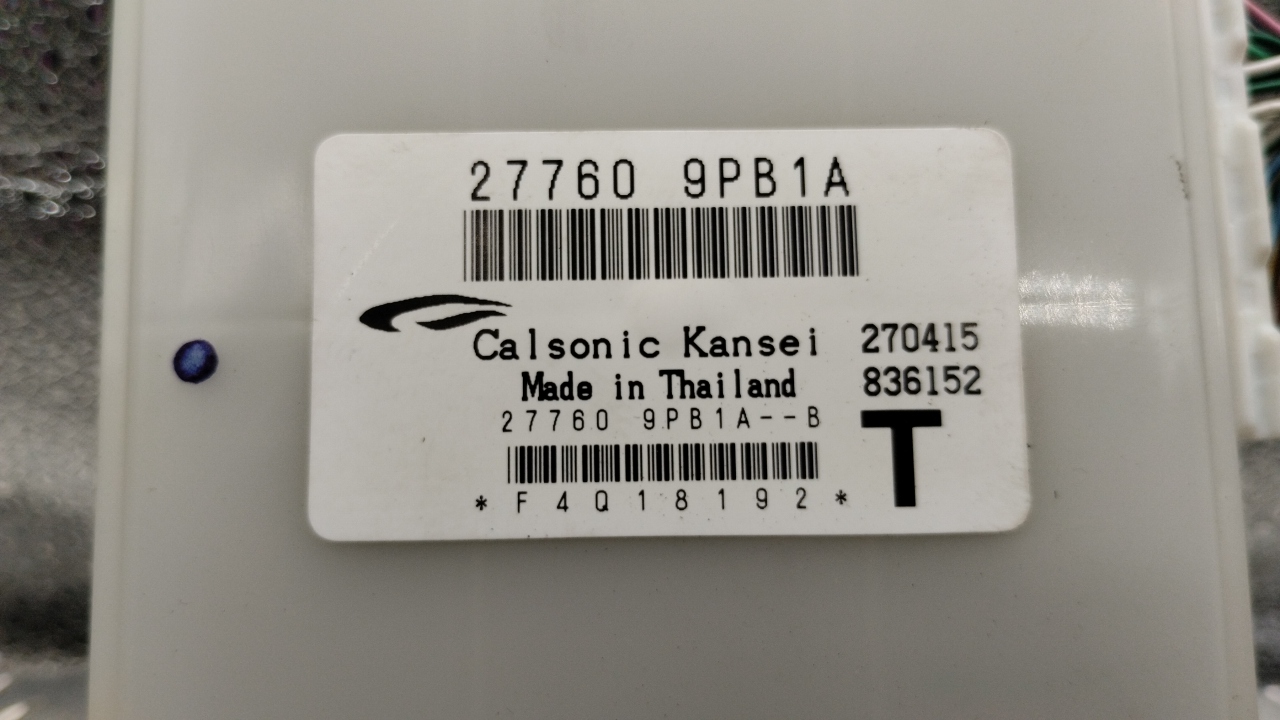 27760 9PB1A
Calsonic Kansei 270415
Made in Thailand 836152
27760 9PB1A--B
T
*F4Q18192*